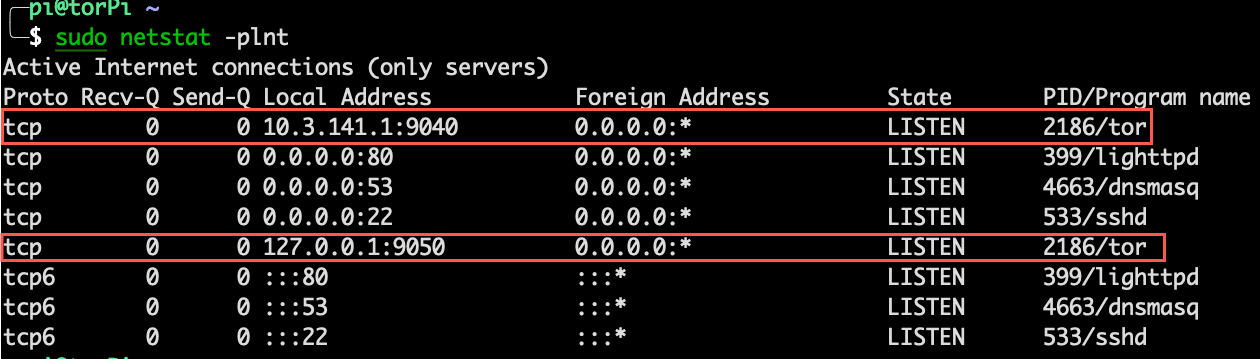 pi@torPi ~
$ sudo netstat -plnt
Active Internet connections (only servers)
Proto Recv-Q Send-Q Local Address           Foreign Address         State       PID/Program name
tcp        0      0 10.3.141.1:9040         0.0.0.0:*               LISTEN      2186/tor
tcp        0      0 0.0.0.0:80              0.0.0.0:*               LISTEN      399/lighttpd
tcp        0      0 0.0.0.0:53              0.0.0.0:*               LISTEN      4663/dnsmasq
tcp        0      0 0.0.0.0:22              0.0.0.0:*               LISTEN      533/sshd
tcp        0      0 127.0.0.1:9050          0.0.0.0:*               LISTEN      2186/tor
tcp6       0      0 :::80                   :::*                    LISTEN      399/lighttpd
tcp6       0      0 :::53                   :::*                    LISTEN      4663/dnsmasq
tcp6       0      0 :::22                   :::*                    LISTEN      533/sshd